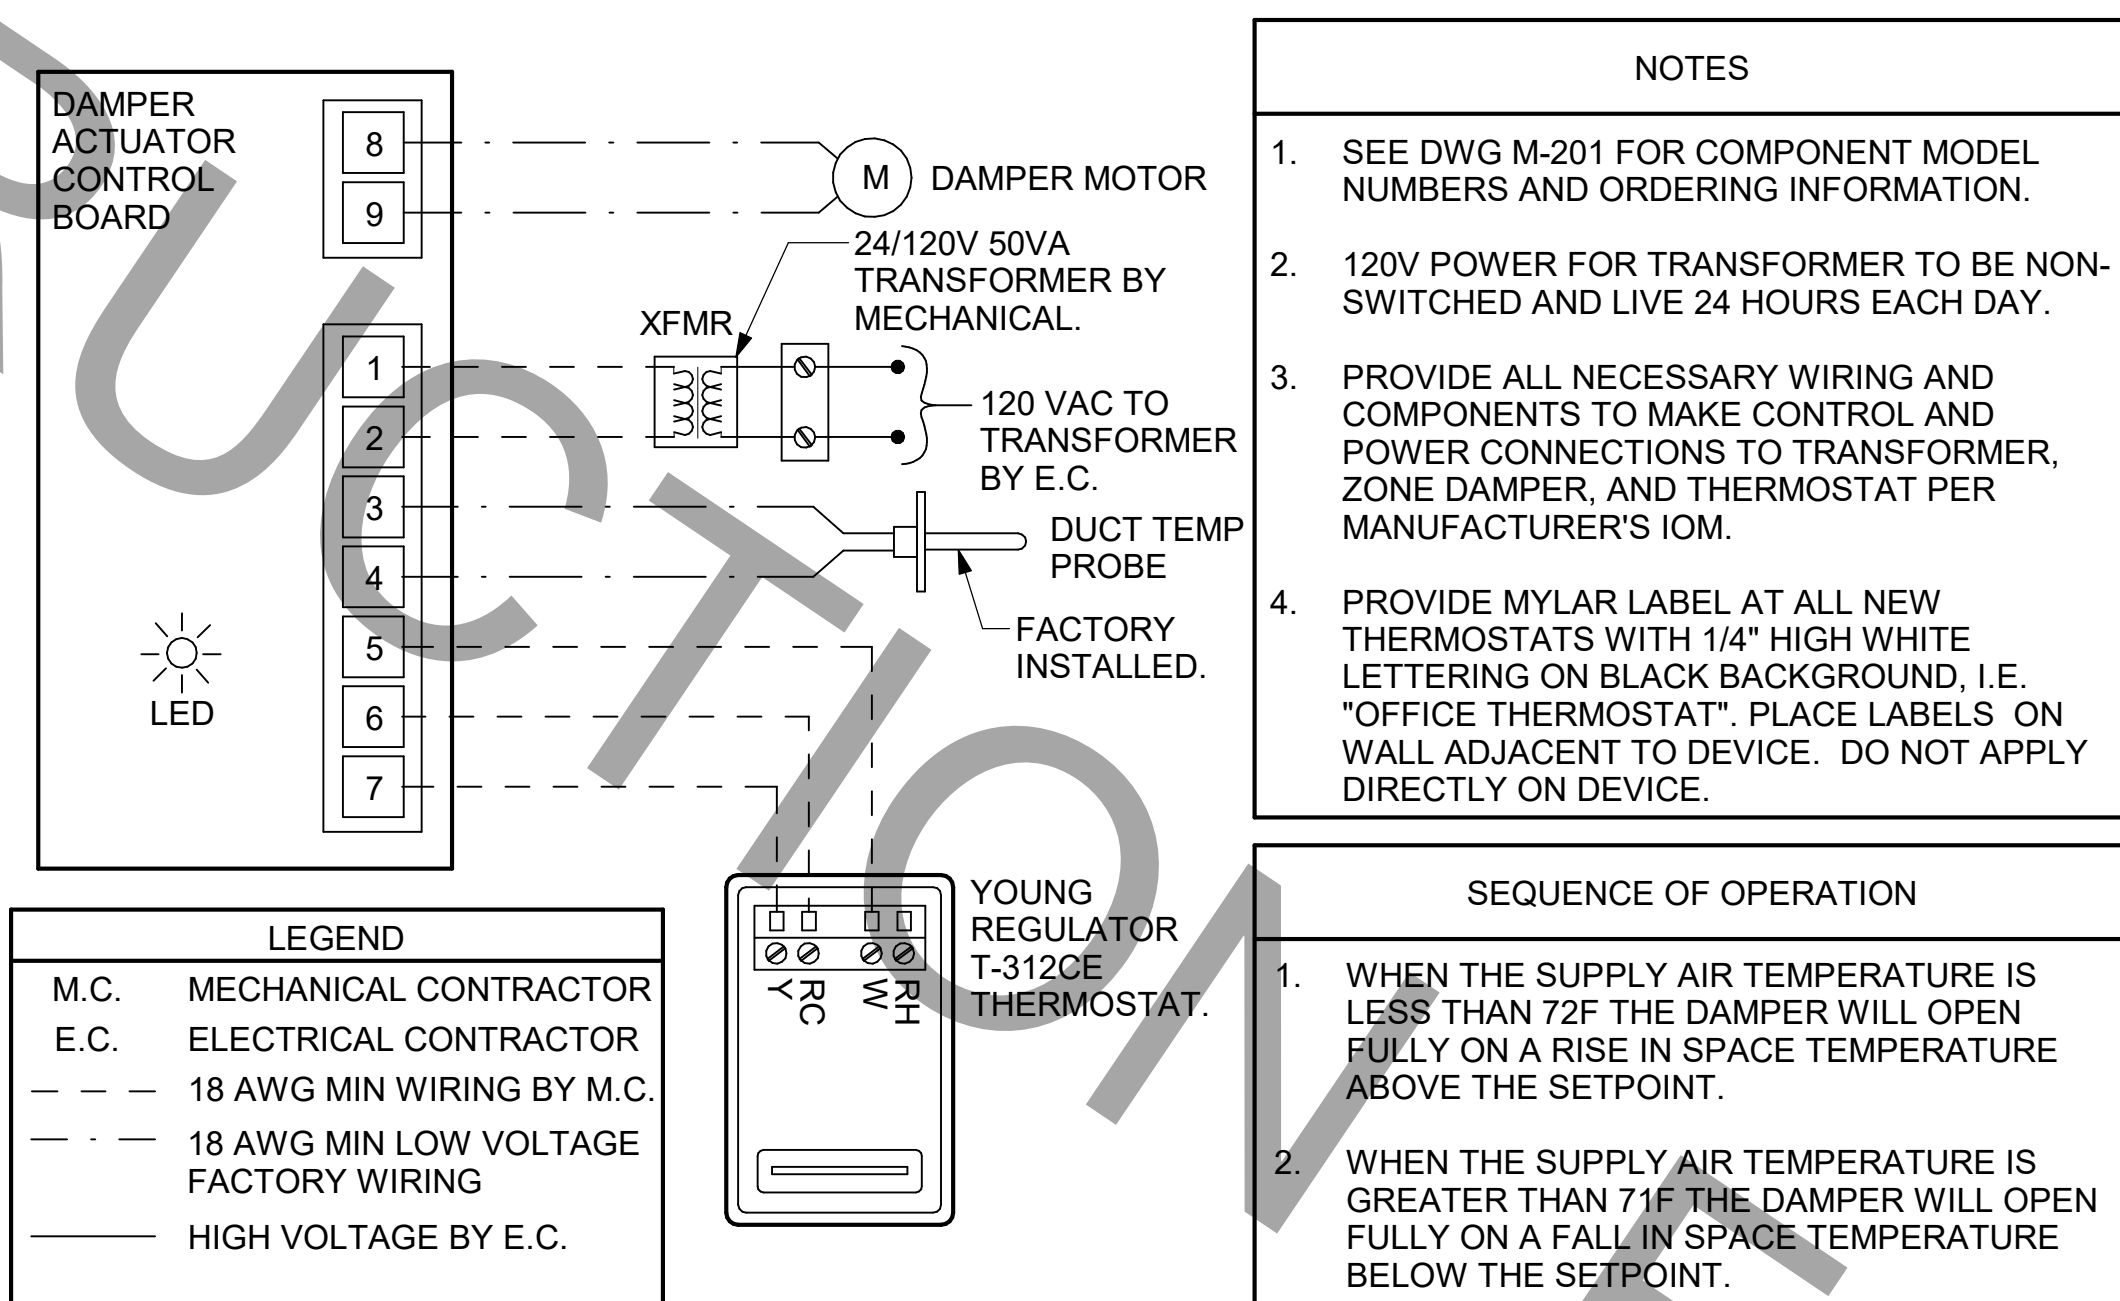 DAMPER
ACTUATOR
CONTROL
BOARD
8
9
1
2
3
4
5
6
7
LED
M
DAMPER MOTOR
24/120V 50VA
TRANSFORMER BY
MECHANICAL.
XFMR
120 VAC TO
TRANSFORMER
BY E.C.
DUCT TEMP
PROBE
FACTORY
INSTALLED.
YOUNG
REGULATOR
T-312CE
THERMOSTAT.
Y
RC
W
RH
LEGEND
M.C. MECHANICAL CONTRACTOR
E.C. ELECTRICAL CONTRACTOR
18 AWG MIN WIRING BY M.C.
18 AWG MIN LOW VOLTAGE
FACTORY WIRING
HIGH VOLTAGE BY E.C.
NOTES
1. SEE DWG M-201 FOR COMPONENT MODEL
NUMBERS AND ORDERING INFORMATION.
2. 120V POWER FOR TRANSFORMER TO BE NON-
SWITCHED AND LIVE 24 HOURS EACH DAY.
3. PROVIDE ALL NECESSARY WIRING AND
COMPONENTS TO MAKE CONTROL AND
POWER CONNECTIONS TO TRANSFORMER,
ZONE DAMPER, AND THERMOSTAT PER
MANUFACTURER'S IOM.
4. PROVIDE MYLAR LABEL AT ALL NEW
THERMOSTATS WITH 1/4" HIGH WHITE
LETTERING ON BLACK BACKGROUND, I.E.
"OFFICE THERMOSTAT". PLACE LABELS ON
WALL ADJACENT TO DEVICE. DO NOT APPLY
DIRECTLY ON DEVICE.
SEQUENCE OF OPERATION
1. WHEN THE SUPPLY AIR TEMPERATURE IS
LESS THAN 72F THE DAMPER WILL OPEN
FULLY ON A RISE IN SPACE TEMPERATURE
ABOVE THE SETPOINT.
2. WHEN THE SUPPLY AIR TEMPERATURE IS
GREATER THAN 71F THE DAMPER WILL OPEN
FULLY ON A FALL IN SPACE TEMPERATURE
BELOW THE SETPOINT.
UCTION